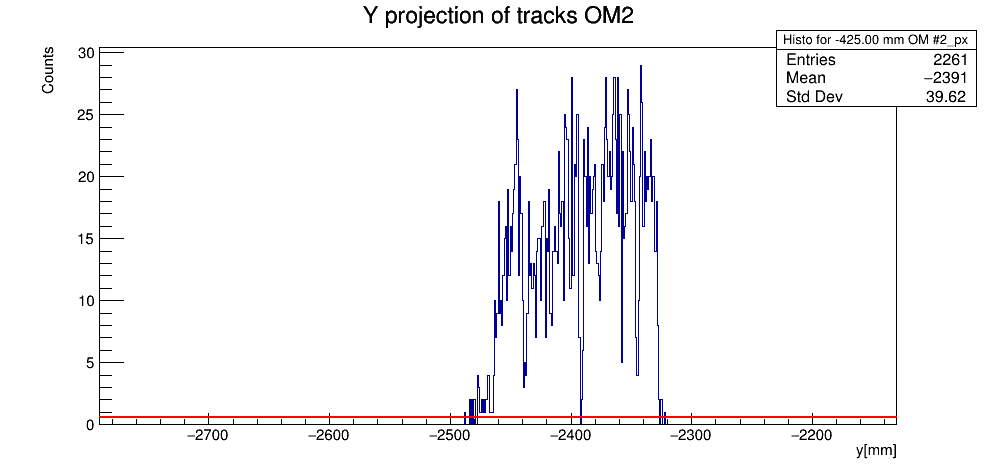 Y projection of tracks OM2
Histo for -425.00 mm OM #2_px
Entries 2261
Mean −2391
Std Dev 39.62
Counts
30
25
20
15
10
5
0
−2700 −2600 −2500 −2400 −2300 −2200
y[mm]